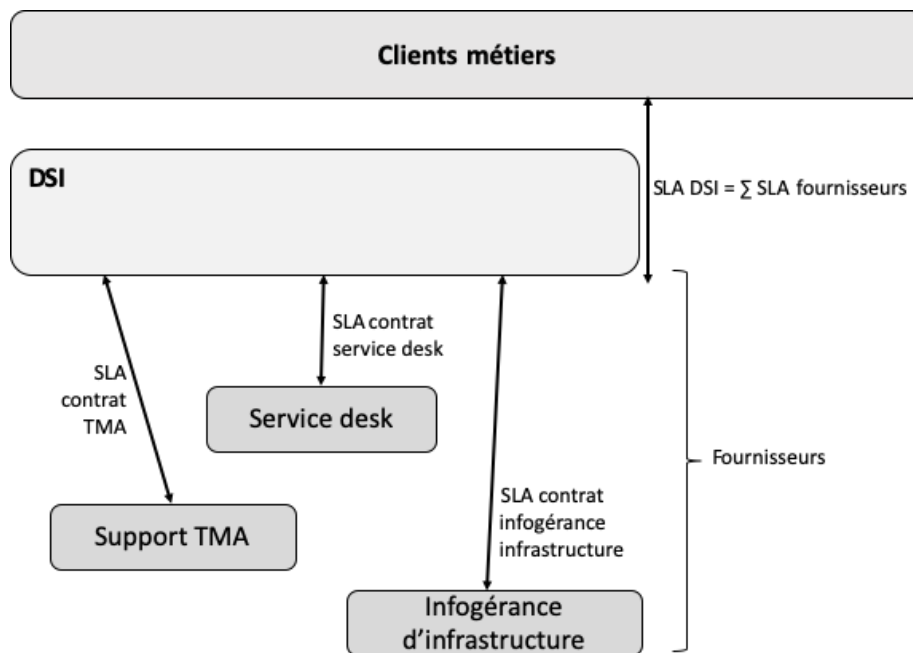 Clients métiers
DSI
SLA DSI = ∑ SLA fournisseurs
SLA contrat
service desk
SLA
contrat
TMA
Service desk
Fournisseurs
SLA contrat
infogérance
infrastructure
Support TMA
Infogérance
d’infrastructure